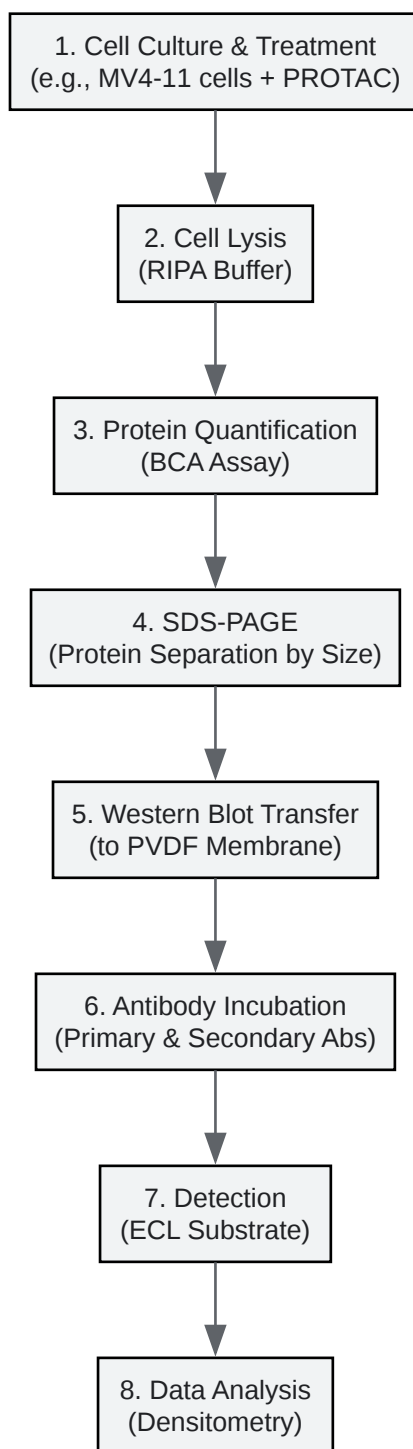 1. Cell Culture & Treatment
(e.g., MV4-11 cells + PROTAC)
2. Cell Lysis
(RIPA Buffer)
3. Protein Quantification
(BCA Assay)
4. SDS-PAGE
(Protein Separation by Size)
5. Western Blot Transfer
(to PVDF Membrane)
6. Antibody Incubation
(Primary & Secondary Abs)
7. Detection
(ECL Substrate)
8. Data Analysis
(Densitometry)